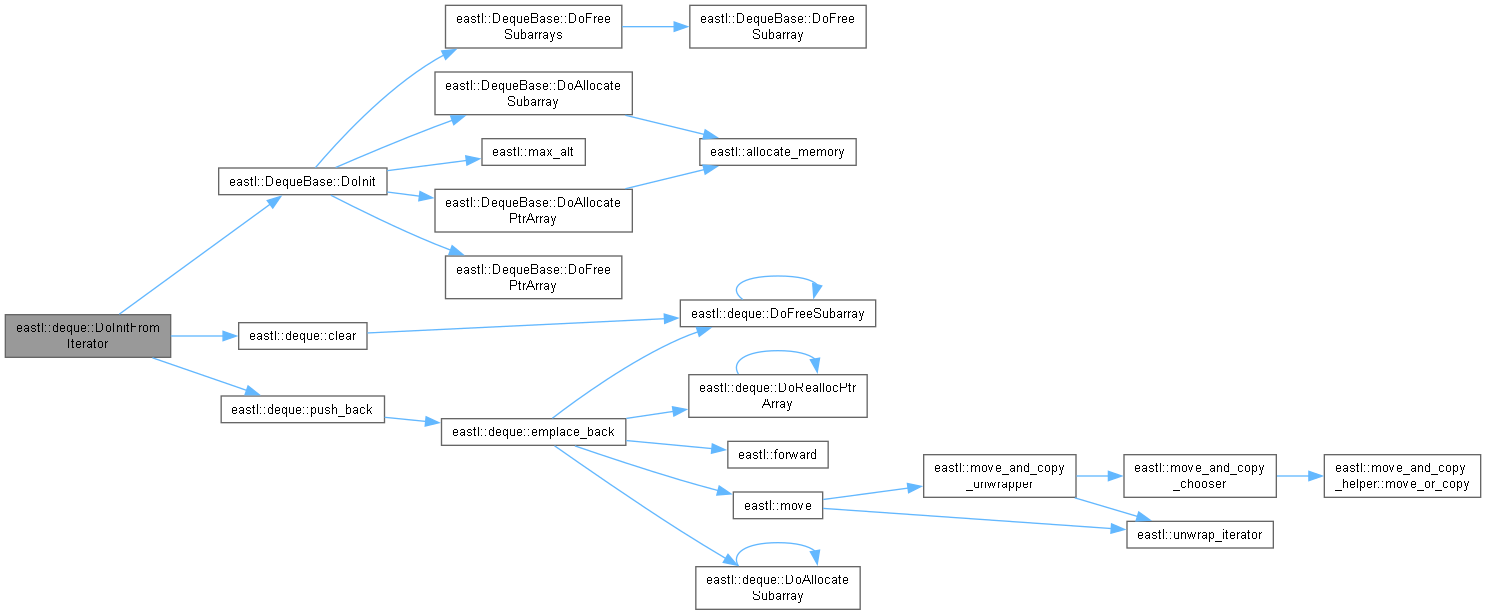 eastl::DequeBase::DoFree
Subarrays
eastl::DequeBase::DoFree
Subarray
eastl::DequeBase::DoAllocate
Subarray
eastl::max_alt
eastl::allocate_memory
eastl::DequeBase::DoInit
eastl::DequeBase::DoAllocate
PtrArray
eastl::DequeBase::DoFree
PtrArray
eastl::deque::DoInitFrom
Iterator
eastl::deque::clear
eastl::deque::DoFreeSubarray
eastl::deque::push_back
eastl::deque::DoReallocPtr
Array
eastl::deque::emplace_back
eastl::forward
eastl::move
eastl::move_and_copy
_unwrapper
eastl::move_and_copy
_chooser
eastl::move_and_copy
_helper::move_or_copy
eastl::unwrap_iterator
eastl::deque::DoAllocate
Subarray